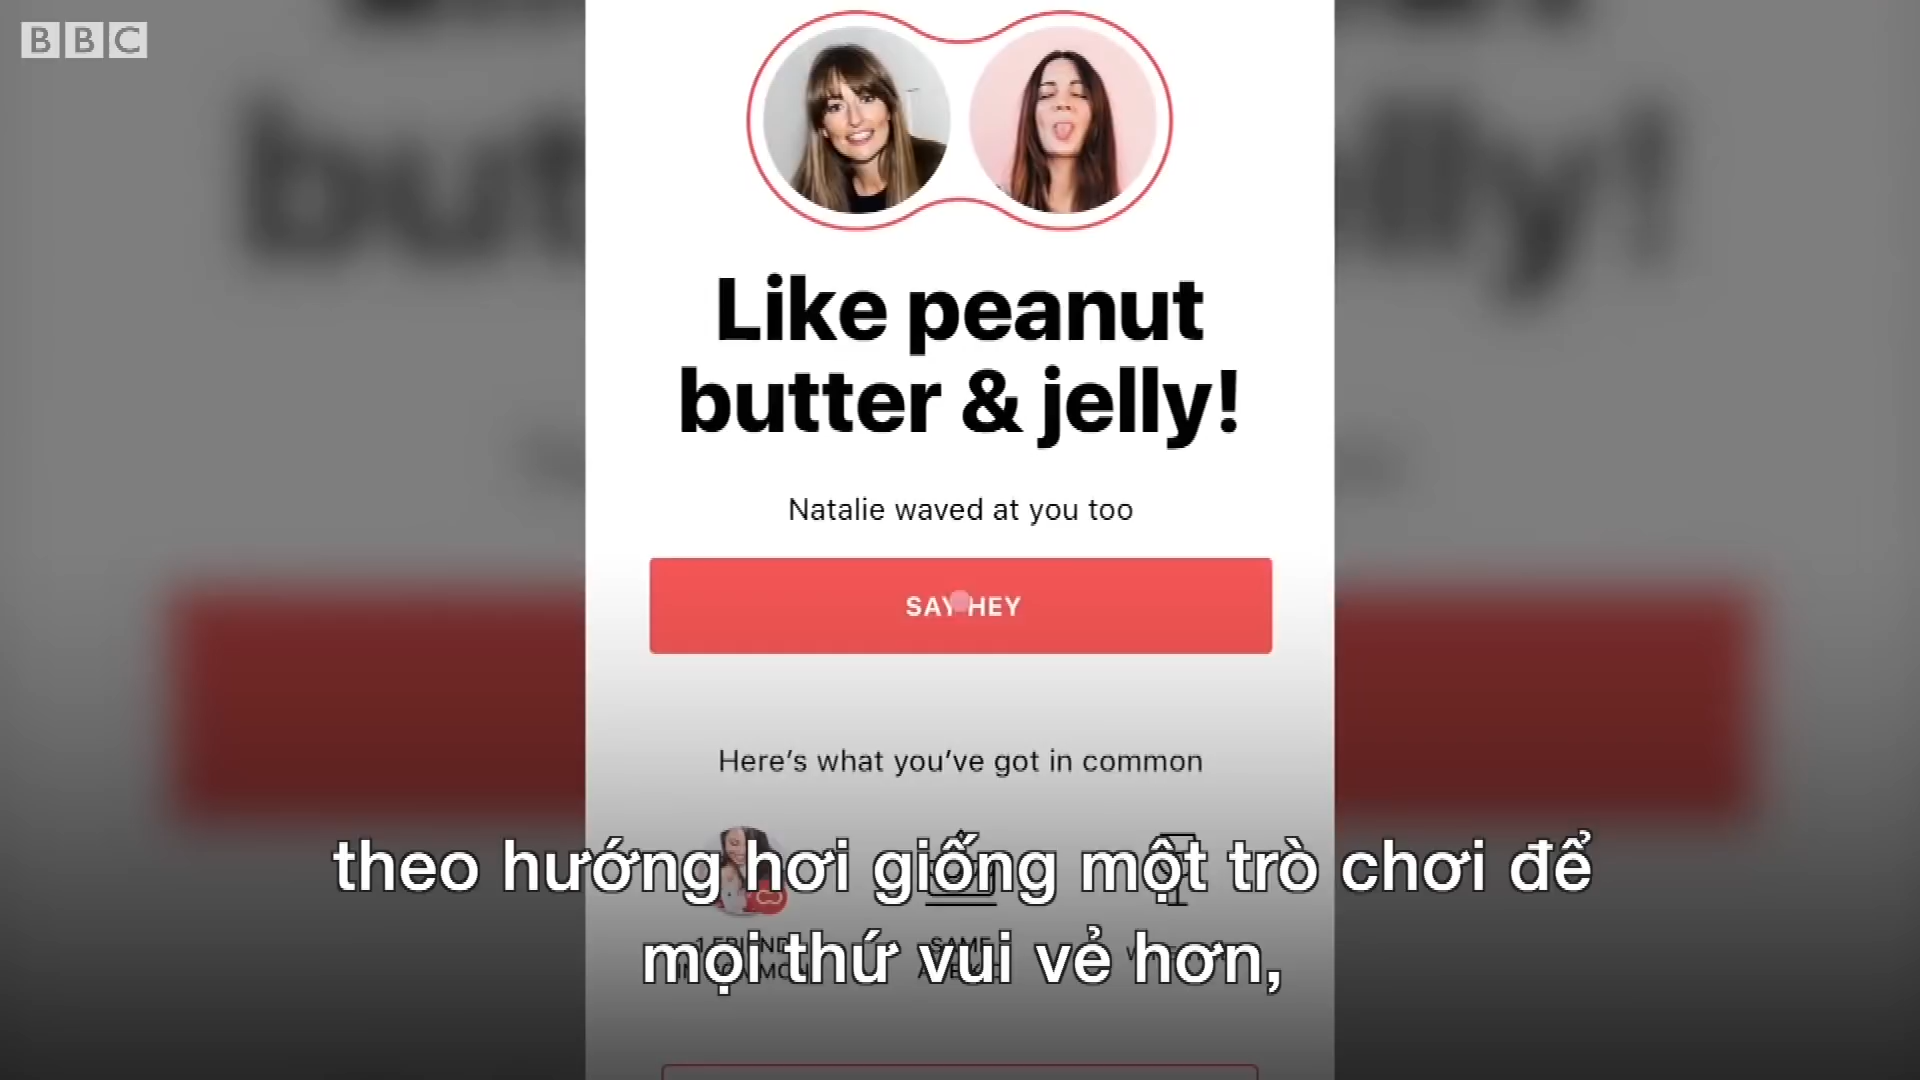 BBC
Like peanut
butter & jelly!
Natalie waved at you too
SAY HEY
Here's what you've got in common
theo hướng hơi giống một trò chơi để
mọi thứ vui vẻ hơn,